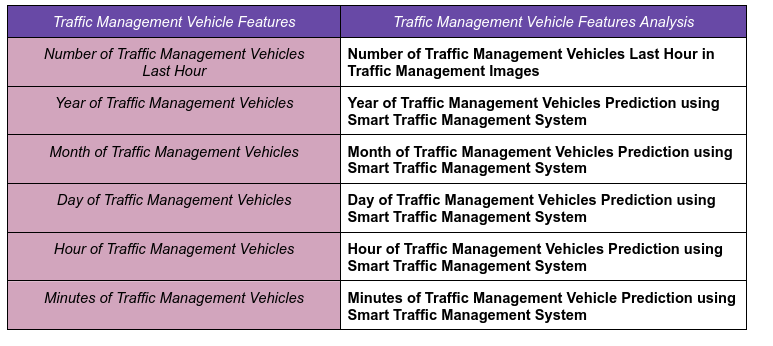 Traffic Management Vehicle Features
Traffic Management Vehicle Features Analysis
Number of Traffic Management Vehicles
Last Hour
Number of Traffic Management Vehicles Last Hour in
Traffic Management Images
Year of Traffic Management Vehicles
Year of Traffic Management Vehicles Prediction using
Smart Traffic Management System
Month of Traffic Management Vehicles
Month of Traffic Management Vehicles Prediction using
Smart Traffic Management System
Day of Traffic Management Vehicles
Day of Traffic Management Vehicles Prediction using
Smart Traffic Management System
Hour of Traffic Management Vehicles
Hour of Traffic Management Vehicles Prediction using
Smart Traffic Management System
Minutes of Traffic Management Vehicles
Minutes of Traffic Management Vehicle Prediction using
Smart Traffic Management System